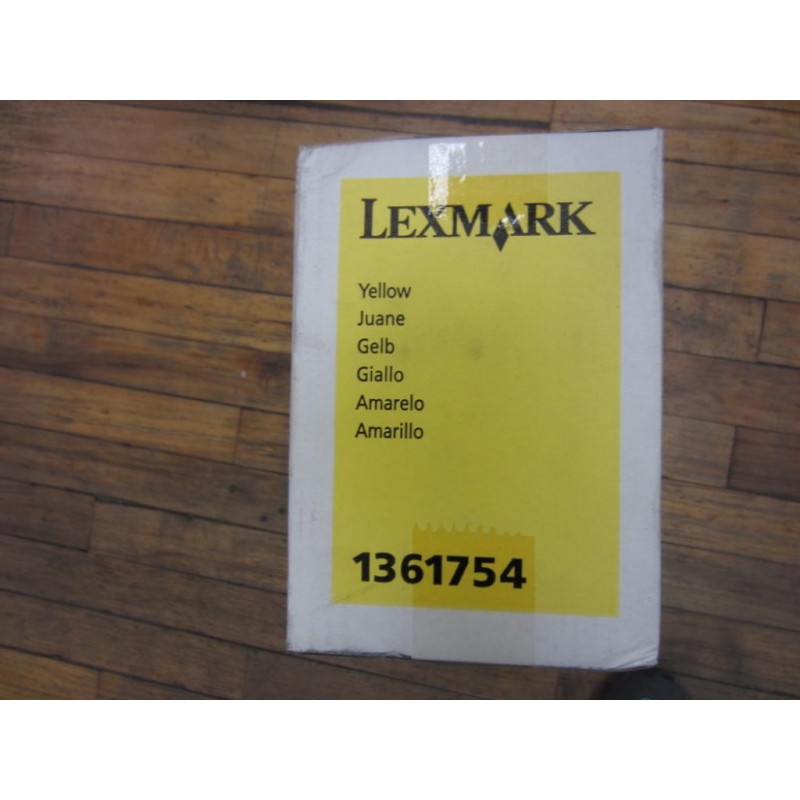 LEXMARK
Yellow
Juane
Gelb
Giallo
Amarelo
Amarillo
1361754